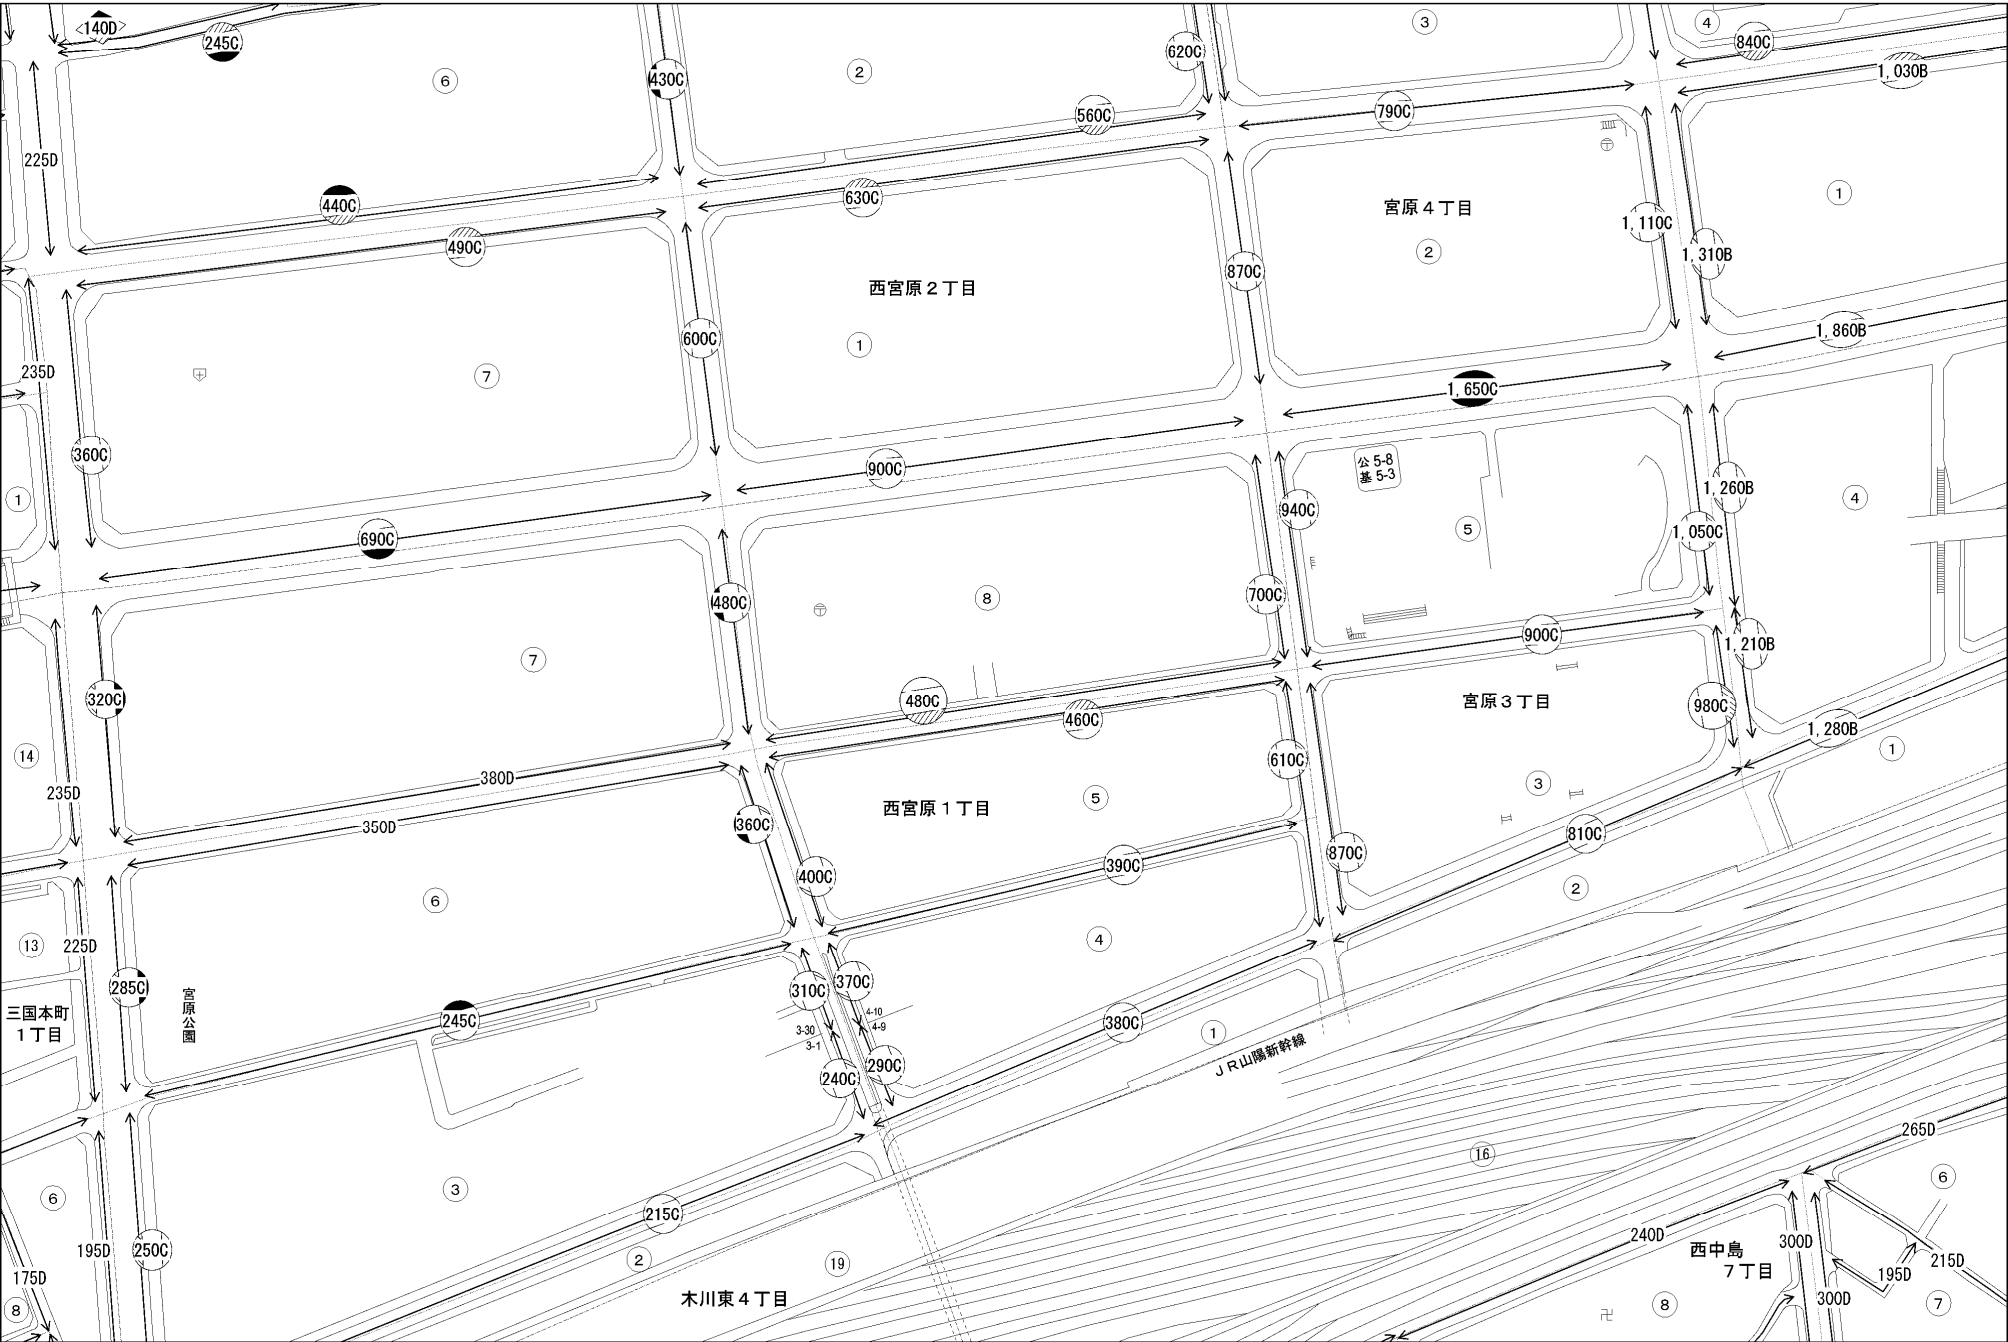 140D
245C
430C
620C
③
④
840C
1,030B
⑥
②
560C
790C
225D
440C
490C
630C
宮原４丁目
②
1,110C
1,310B
①
870C
西宮原２丁目
600C
①
1,860B
1,650C
235D
⑦
360C
①
900C
公 5-8
基 5-3
940C
1,260B
④
⑤
1,050C
690C
480C
⑧
700C
900C
1,210B
⑦
320C
480C
460C
宮原３丁目
980C
1,280B
①
⑭
235D
380D
610C
③
350D
360C
西宮原１丁目
⑤
810C
870C
400C
390C
②
⑥
⑬
225D
④
285C
宮原公園
三国本町
１丁目
245C
310C
370C
4-10
4-9
3-30
3-1
380C
①
ＪＲ山陽新幹線
240C
290C
265D
⑯
⑥
⑥
③
215C
195D
250C
②
⑲
240D
300D
西中島
７丁目
215D
195D
175D
⑧
木川東４丁目
300D
⑧
⑦
卍